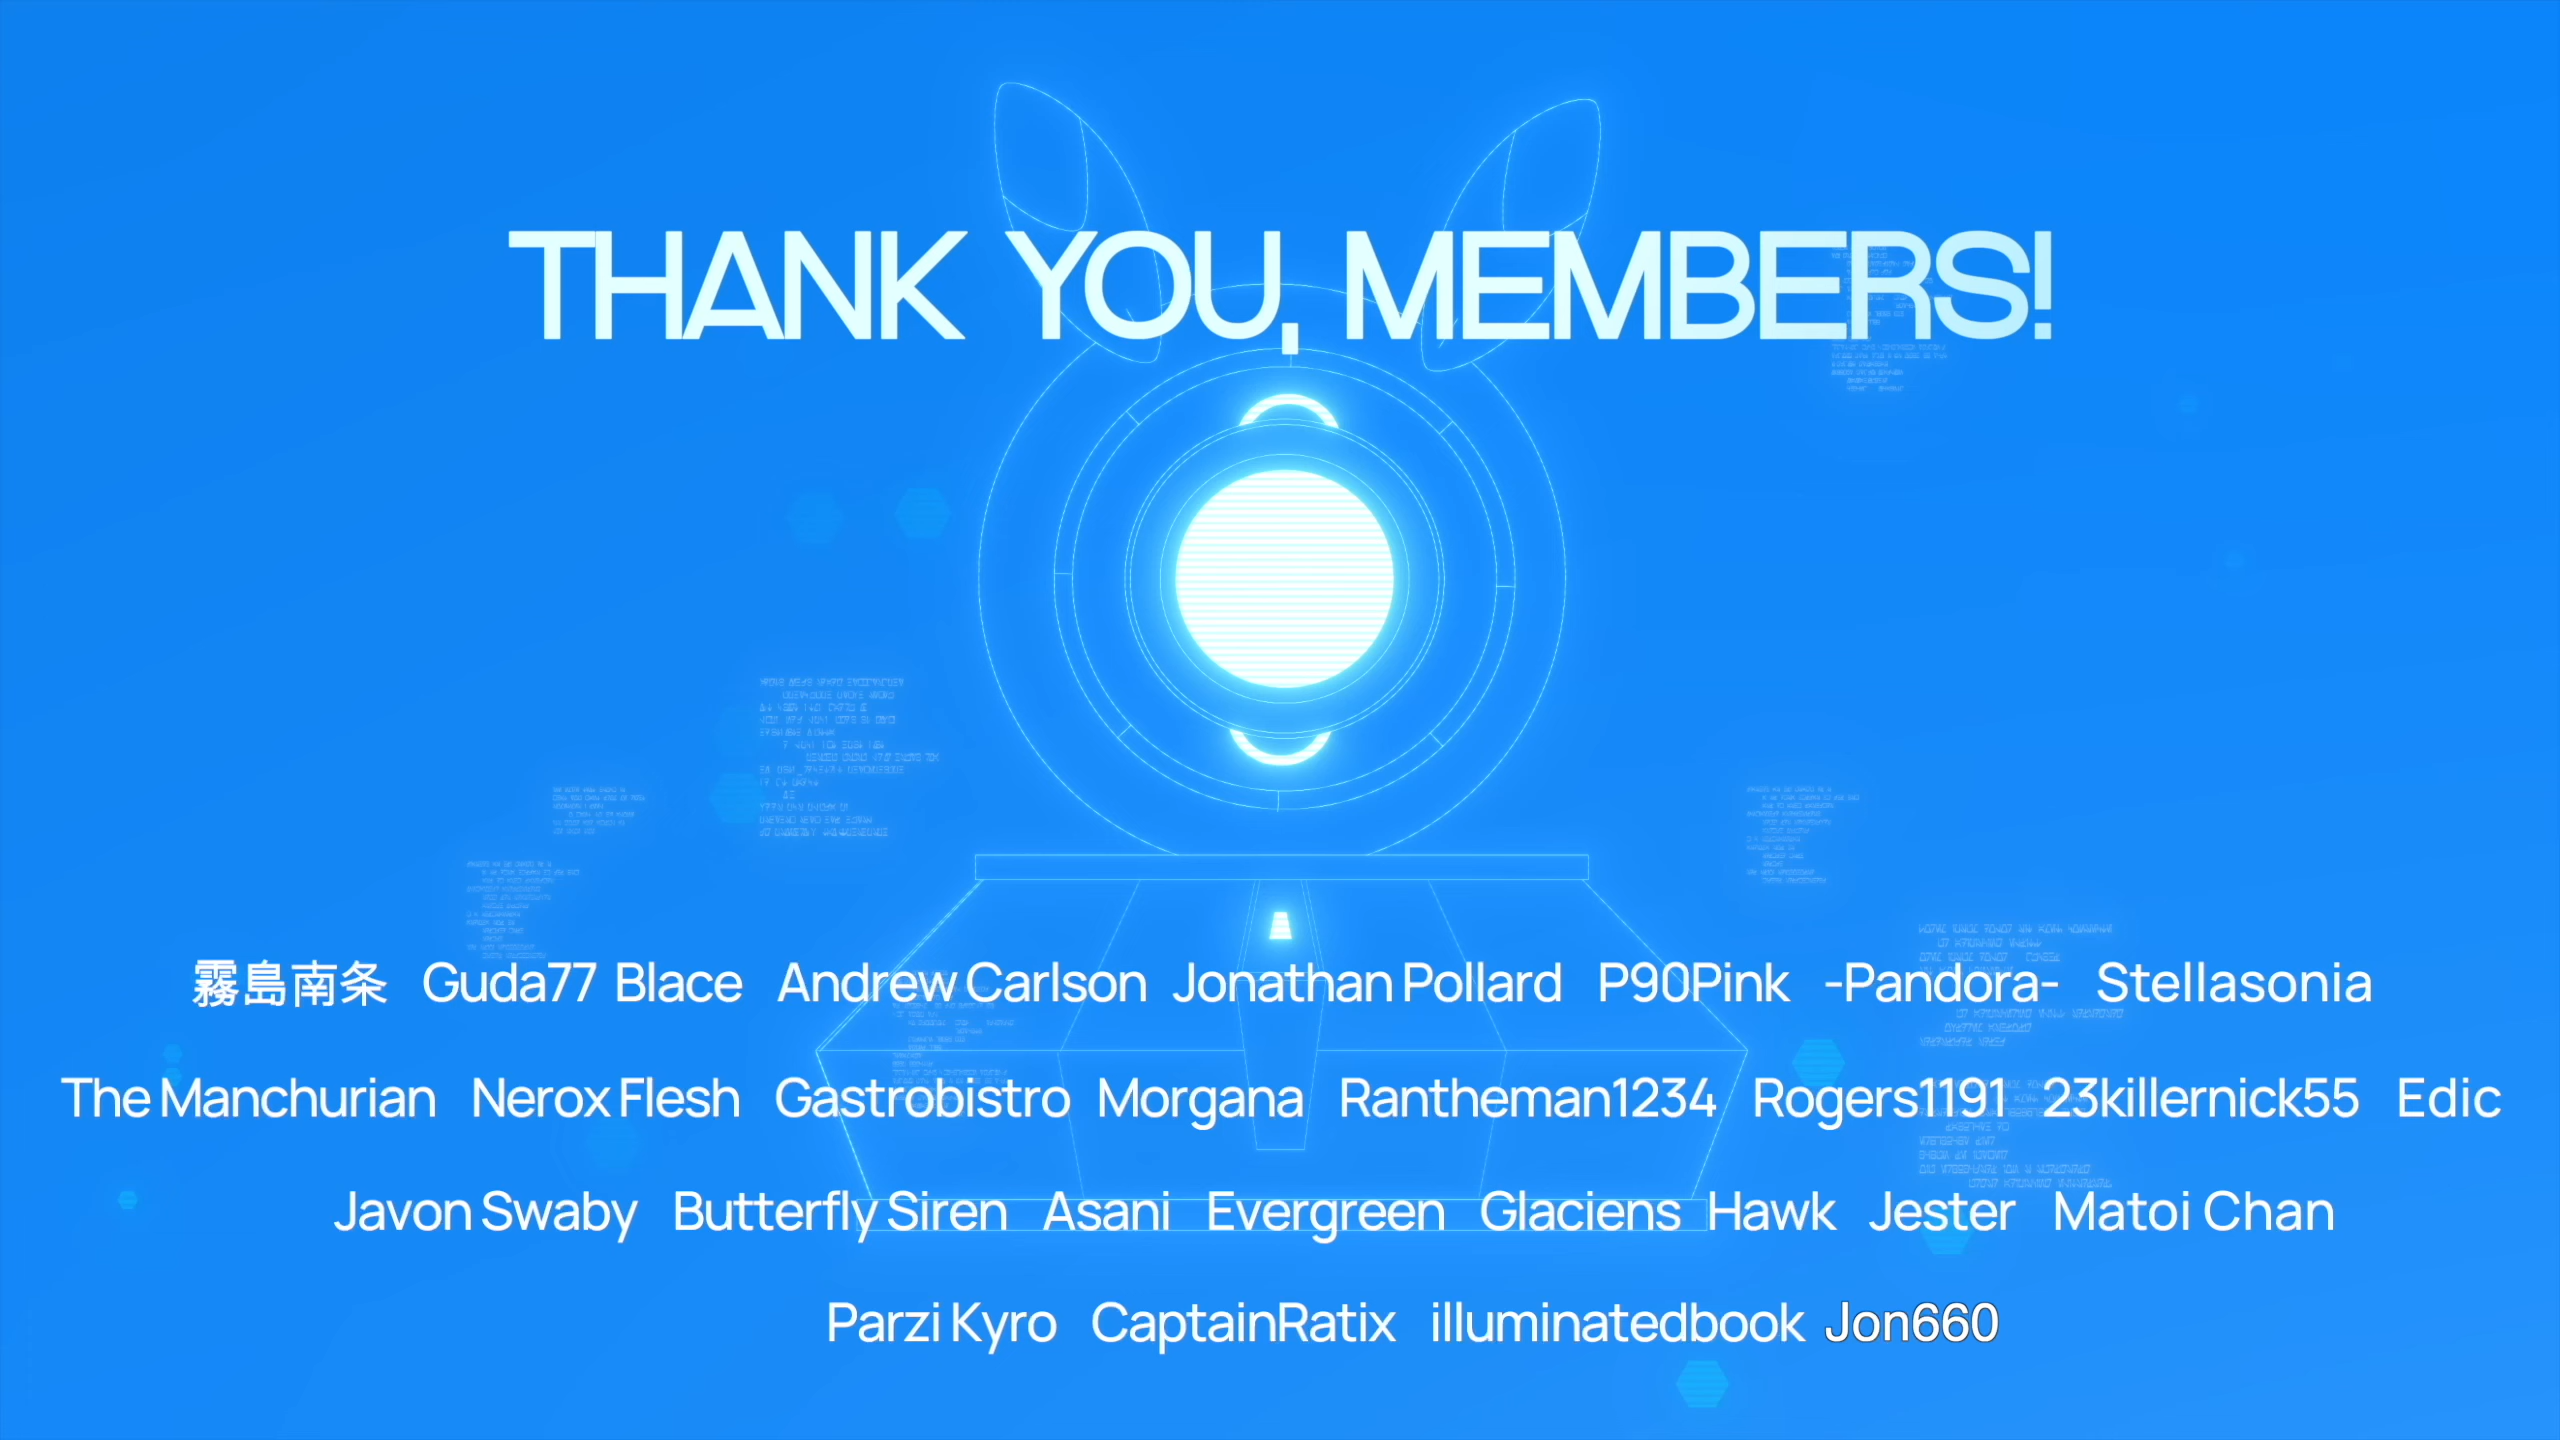 THANK YOU, MEMBERS!
霧島南条 Guda77 Blace Andrew Carlson Jonathan Pollard P90Pink -Pandora- Stellasonia
The Manchurian Nerox Flesh Gastrobistro Morgana Rantheman1234 Rogers1191 23killernick55 Edic
Javon Swaby Butterfly Siren Asani Evergreen Glaciens Hawk Jester Matoi Chan
Parzi Kyro CaptainRatix illuminatedbook Jon660